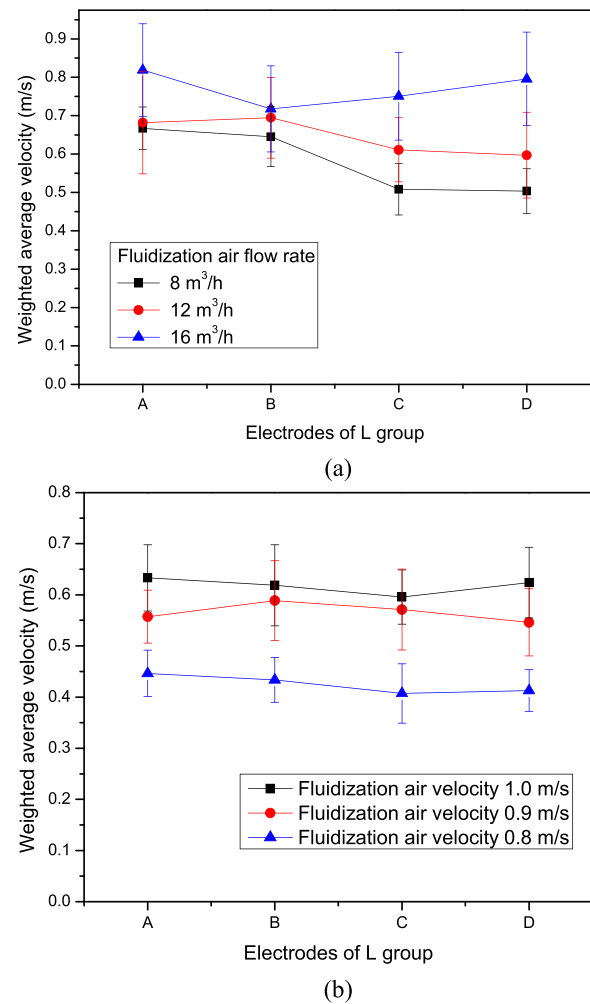 0.9
0.8
0.7
0.6
0.5
0.4
0.3
0.2
0.1
0.0
Weighted average velocity (m/s)
Fluidization air flow rate
8 m³/h
12 m³/h
16 m³/h
A B C D
Electrodes of L group
(a)
0.8
0.7
0.6
0.5
0.4
0.3
0.2
0.1
0.0
Weighted average velocity (m/s)
Fluidization air velocity 1.0 m/s
Fluidization air velocity 0.9 m/s
Fluidization air velocity 0.8 m/s
A B C D
Electrodes of L group
(b)